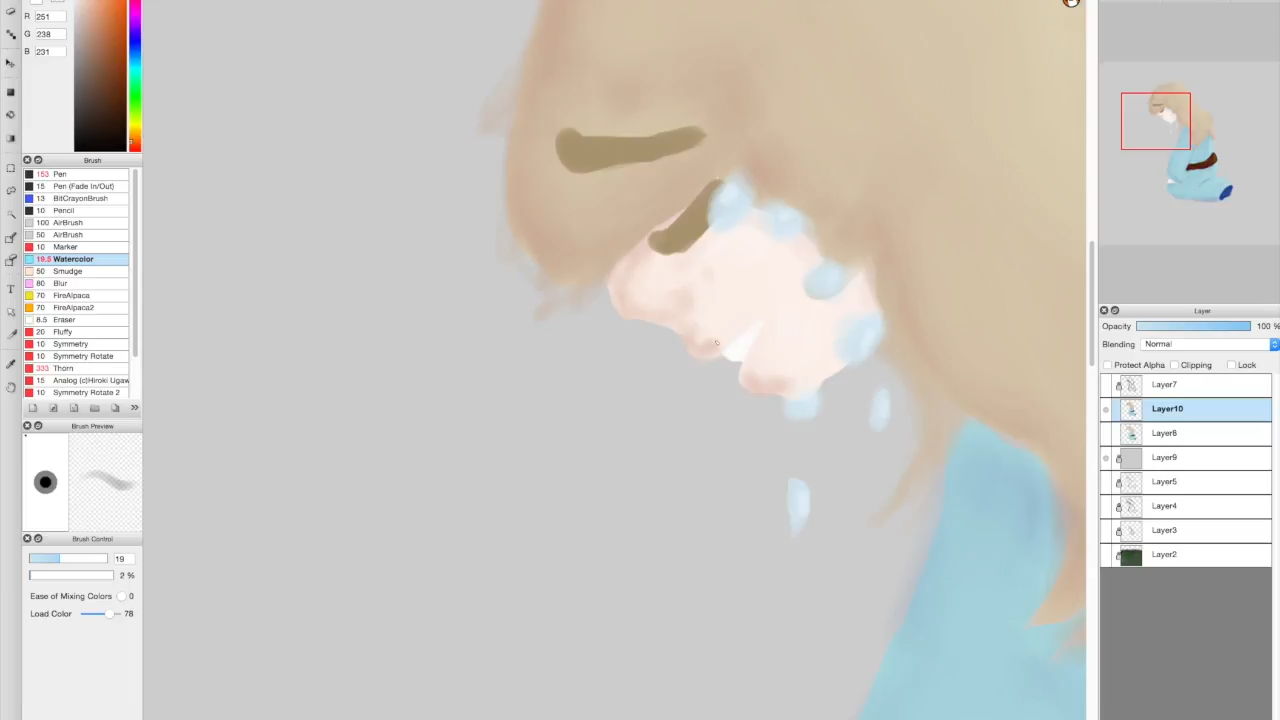 R 251
G 238
B 231
Brush
153 Pen
15 Pen (Fade In/Out)
13 BitCrayonBrush
10 Pencil
100 AirBrush
50 AirBrush
10 Marker
19.5 Watercolor
50 Smudge
80 Blur
70 FireAlpaca
70 FireAlpaca2
8.5 Eraser
20 Fluffy
10 Symmetry
10 Symmetry Rotate
333 Thorn
15 Analog (c)Hiroki Ugaw
10 Symmetry Rotate 2
Brush Preview
Brush Control
19
2 %
Ease of Mixing Colors 0
Load Color 78
Layer
Opacity 100 %
Blending Normal
Protect Alpha Clipping Lock
Layer7
Layer10
Layer8
Layer9
Layer5
Layer4
Layer3
Layer2